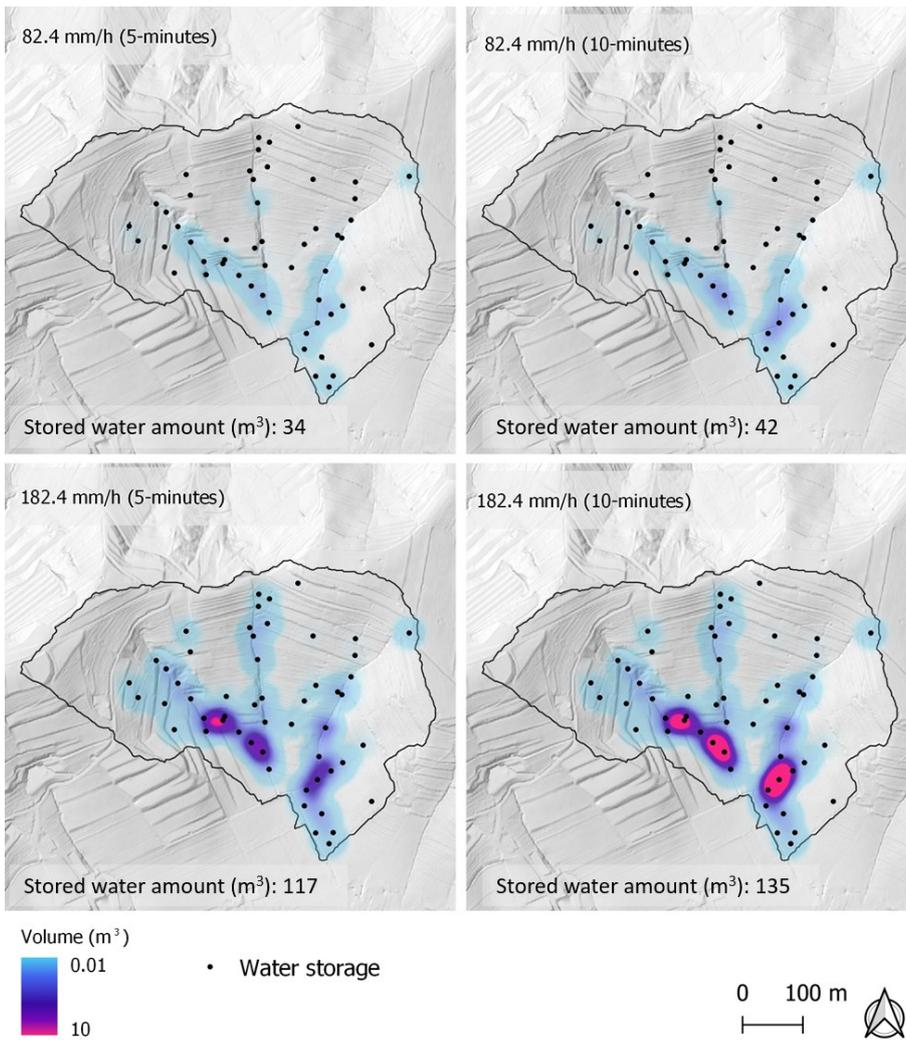 82.4 mm/h (5-minutes)
82.4 mm/h (10-minutes)
Stored water amount (m³): 34
Stored water amount (m³): 42
182.4 mm/h (5-minutes)
182.4 mm/h (10-minutes)
Stored water amount (m³): 117
Stored water amount (m³): 135
Volume (m³)
0.01
10
Water storage
0 100 m